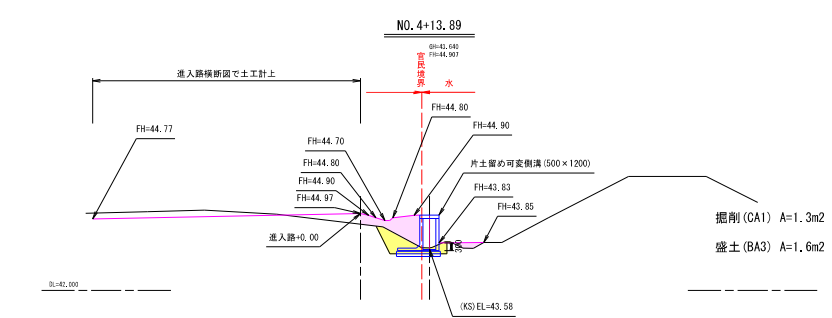 NO.4+13.89
GH=43.640
FH=44.907
官民境界
水
進入路横断図で土工計上
FH=44.80
FH=44.77
FH=44.90
FH=44.70
FH=44.80
片土留め可変側溝(500×1200)
FH=44.90
FH=43.83
FH=44.97
FH=43.85
掘削(CA1) A=1.3m2
進入路+0.00
盛土(BA3) A=1.6m2
DL=42.000
(KS)EL=43.58